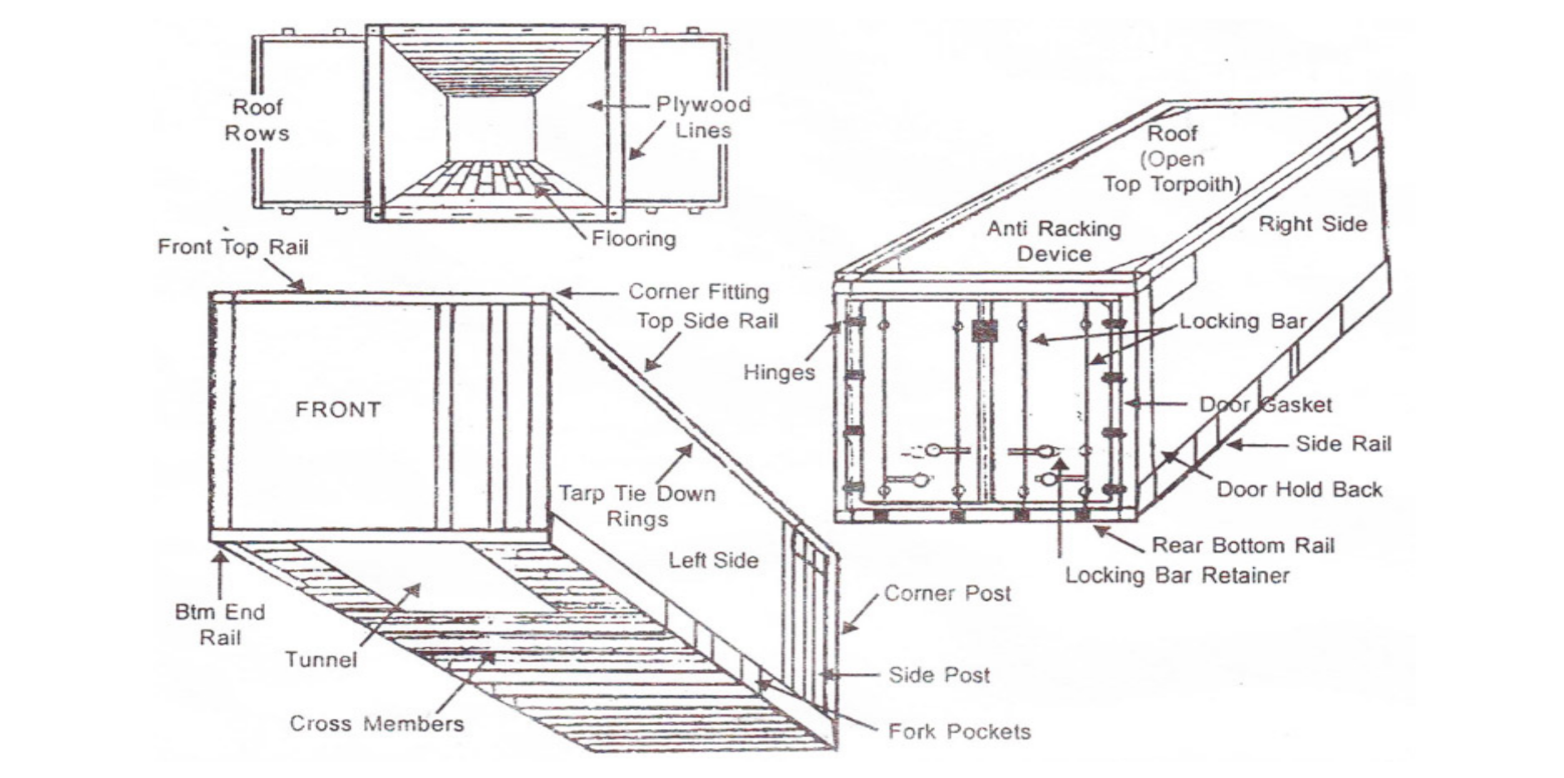 Roof
Rows
Plywood
Lines
Flooring
Front Top Rail
Corner Fitting
Top Side Rail
FRONT
Tarp Tie Down
Rings
Left Side
Btm End
Rail
Tunnel
Cross Members
Corner Post
Side Post
Fork Pockets
Roof
(Open
Top Torpoith)
Anti Racking
Device
Right Side
Locking Bar
Hinges
Door Gasket
Side Rail
Door Hold Back
Rear Bottom Rail
Locking Bar Retainer